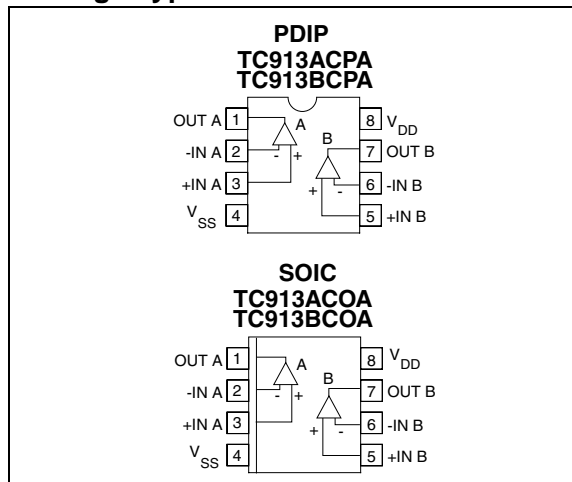 PDIP
TC913ACPA
TC913BCPA
OUT A 1
-IN A 2
+IN A 3
VSS 4
A
- +
B
+ -
8 VDD
7 OUT B
6 -IN B
5 +IN B
SOIC
TC913ACOA
TC913BCOA
OUT A 1
-IN A 2
+IN A 3
VSS 4
A
- +
B
+ -
8 VDD
7 OUT B
6 -IN B
5 +IN B